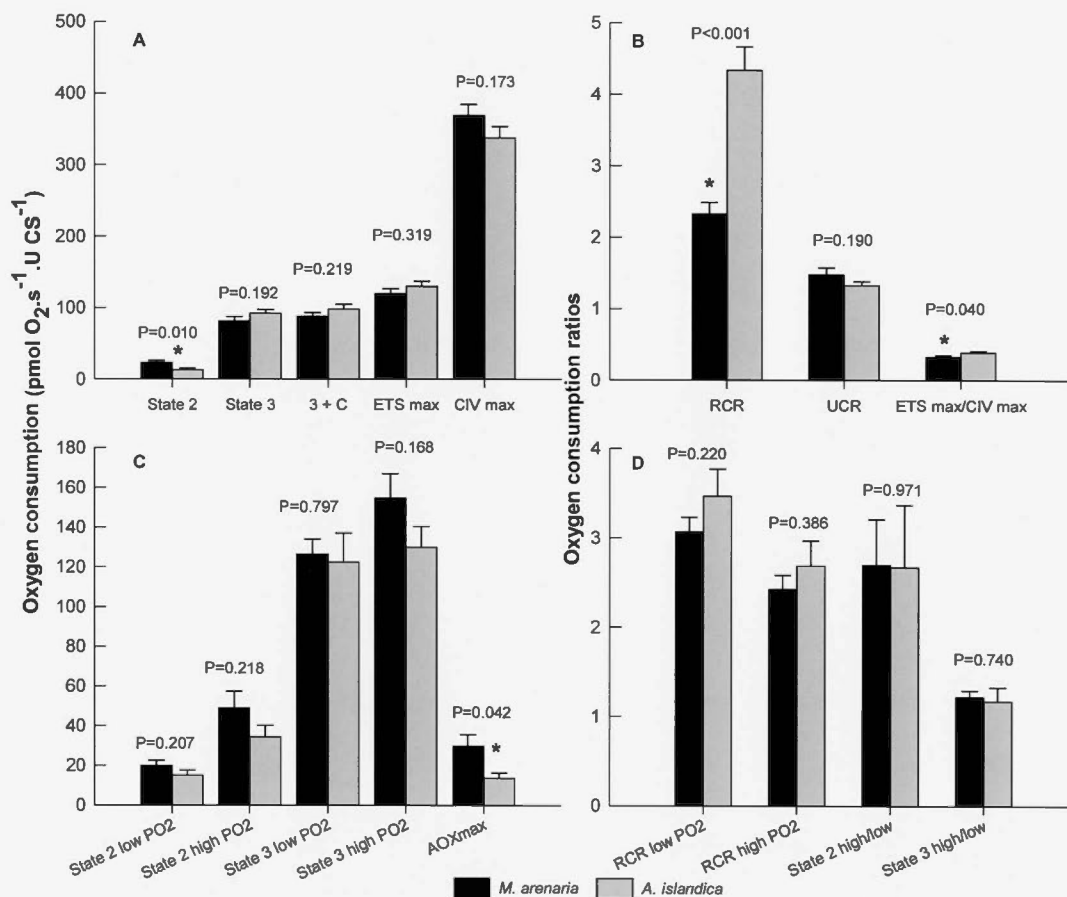 A
Oxygen consumption (pmol O₂.s⁻¹.U CS⁻¹)
500
400
300
200
100
0
P=0.010
*
P=0.192
P=0.219
P=0.319
P=0.173
State 2
State 3
3 + C
ETS max
CIV max
B
Oxygen consumption ratios
5
4
3
2
1
0
P<0.001
*
P=0.190
P=0.040
*
RCR
UCR
ETS max/CIV max
C
180
160
140
120
100
80
60
40
20
0
P=0.207
P=0.218
P=0.797
P=0.168
P=0.042
*
State 2 low PO2
State 2 high PO2
State 3 low PO2
State 3 high PO2
AOXmax
D
4
3
2
1
0
P=0.220
P=0.386
P=0.971
P=0.740
RCR low PO2
RCR high PO2
State 2 high/low
State 3 high/low
M. arenaria
A. islandica